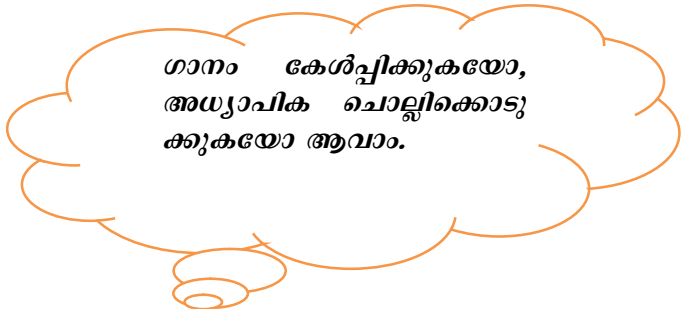 ഗാനം കേൾപ്പിക്കുകയോ,
അധ്യാപിക ചൊല്ലിക്കൊടു
ക്കുകയോ ആവാം.